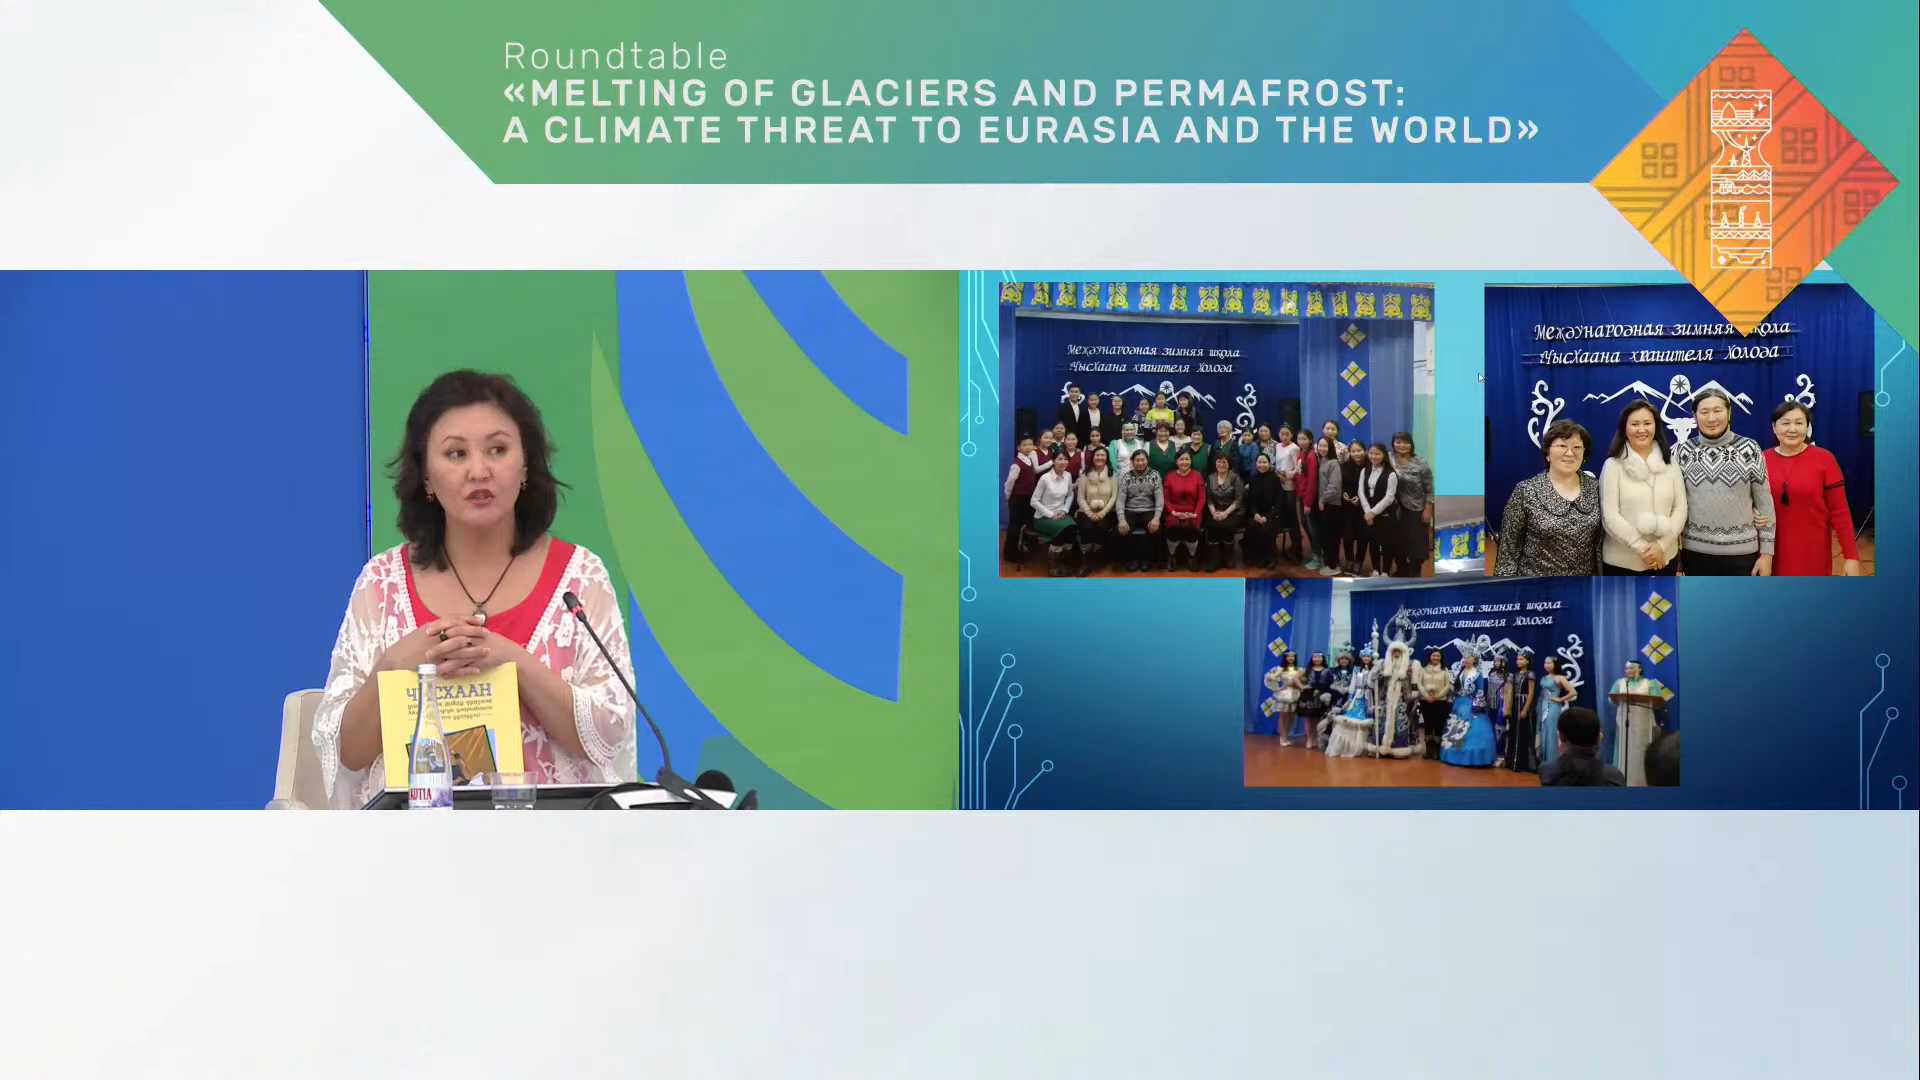 Roundtable
«MELTING OF GLACIERS AND PERMAFROST:
A CLIMATE THREAT TO EURASIA AND THE WORLD»
Международная зимняя школа
Чысхаана хранителя Холода
Международная зимняя школа
Чысхаана хранителя Холода
Международная зимняя школа
Чысхаана хранителя Холода
ЧЫСХААН